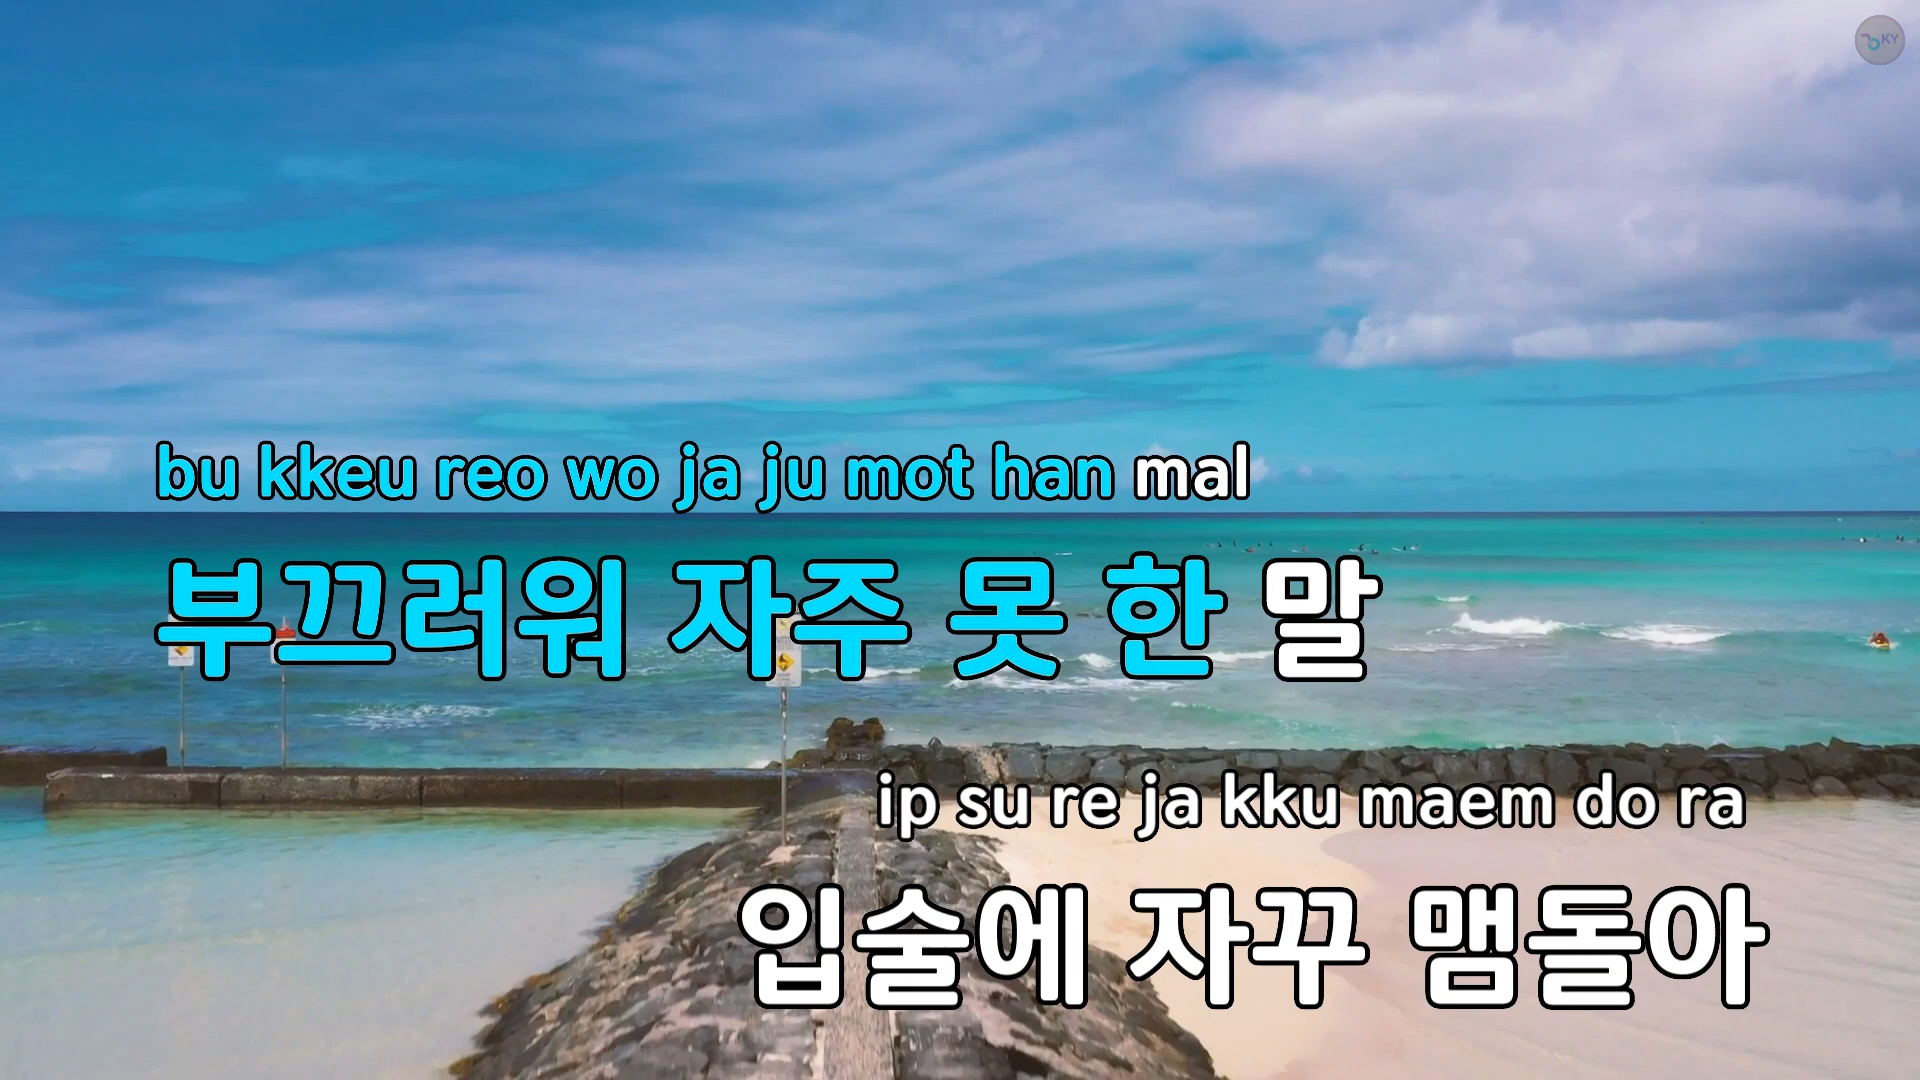 KY
bu kkeu reo wo ja ju mot han mal
부끄러워 자주 못 한 말
ip su re ja kku maem do ra
입술에 자꾸 맴돌아